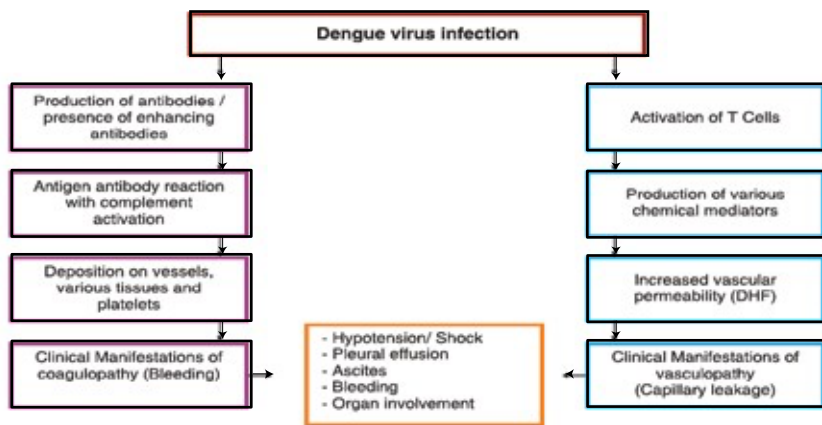 Dengue virus infection
Production of antibodies /
presence of enhancing
antibodies
Antigen antibody reaction
with complement
activation
Deposition on vessels,
various tissues and
platelets
Clinical Manifestations of
coagulopathy (Bleeding)
Activation of T Cells
Production of various
chemical mediators
Increased vascular
permeability (DHF)
Clinical Manifestations of
vasculopathy
(Capillary leakage)
- Hypotension/ Shock
- Pleural effusion
- Ascites
- Bleeding
- Organ involvement